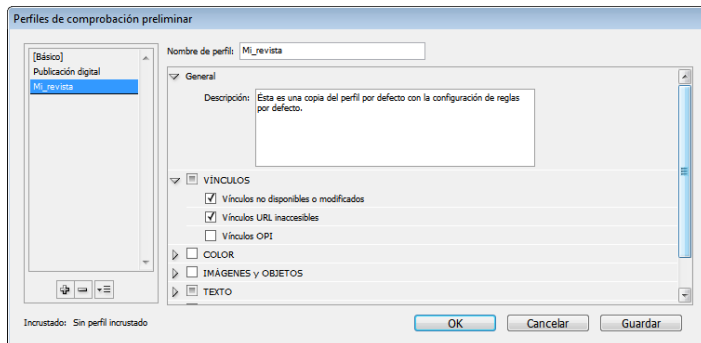 Perfiles de comprobación preliminar
[Básico]
Publicación digital
Mi_revista
Nombre de perfil: Mi_revista
General
Descripción: Ésta es una copia del perfil por defecto con la configuración de reglas
por defecto.
VÍNCULOS
Vínculos no disponibles o modificados
Vínculos URL inaccesibles
Vínculos OPI
COLOR
IMÁGENES y OBJETOS
TEXTO
Incrustado: Sin perfil incrustado
OK
Cancelar
Guardar